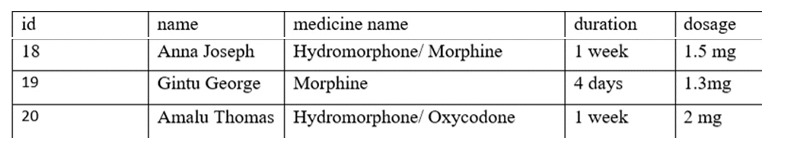 id name medicine name duration dosage
18 Anna Joseph Hydromorphone/ Morphine 1 week 1.5 mg
19 Gintu George Morphine 4 days 1.3mg
20 Amalu Thomas Hydromorphone/ Oxycodone 1 week 2 mg